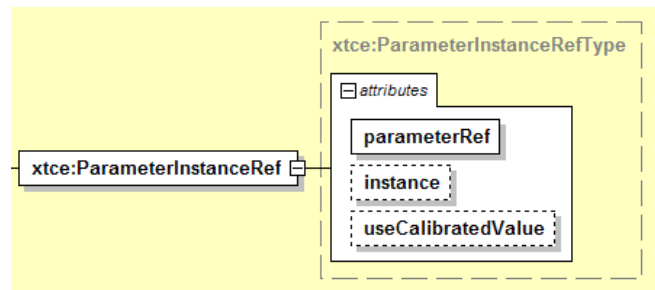 xtce:ParameterInstanceRefType
attributes
parameterRef
xtce:ParameterInstanceRef
instance
useCalibratedValue